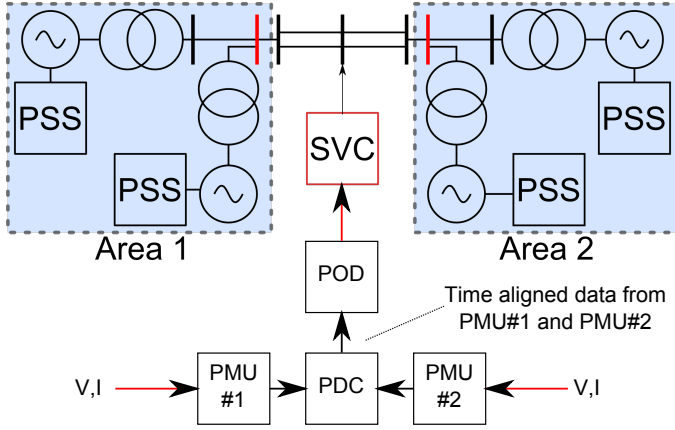 PSS
PSS
SVC
PSS
PSS
Area 1
Area 2
POD
Time aligned data from
PMU#1 and PMU#2
V,I
PMU
#1
PDC
PMU
#2
V,I